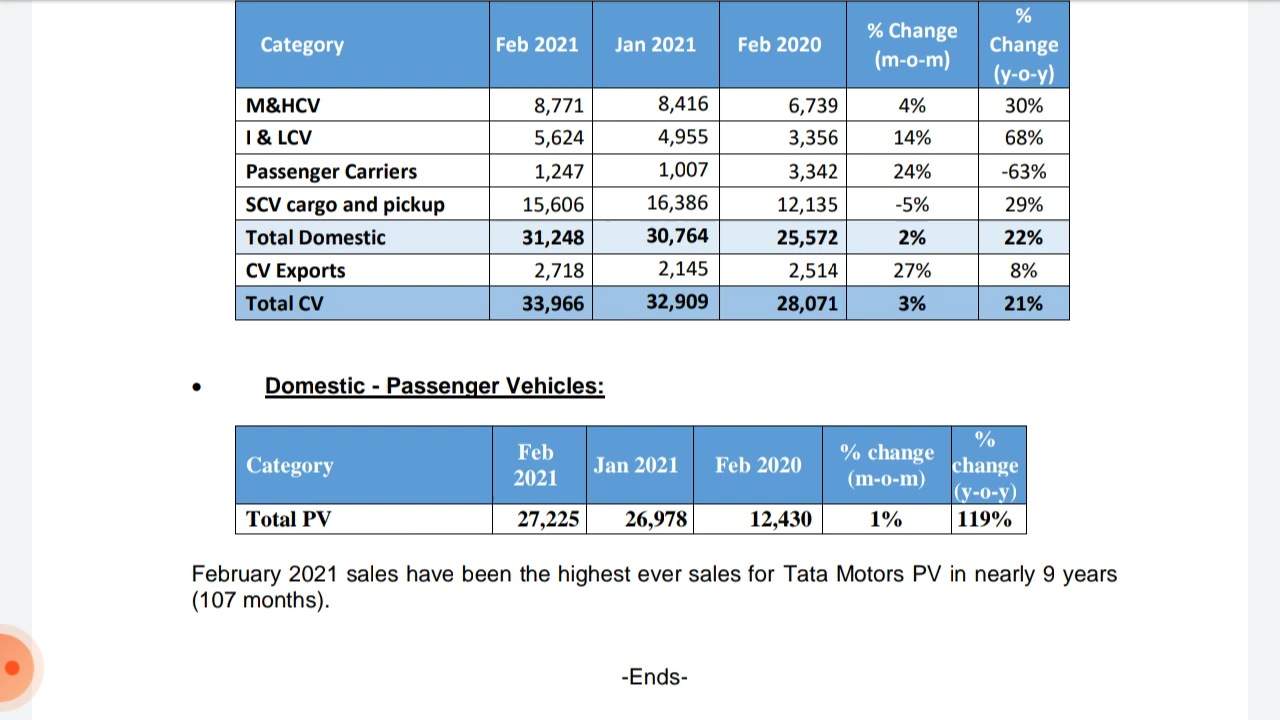 Category Feb 2021 Jan 2021 Feb 2020 % Change (m-o-m) % Change (y-o-y)
M&HCV 8,771 8,416 6,739 4% 30%
I & LCV 5,624 4,955 3,356 14% 68%
Passenger Carriers 1,247 1,007 3,342 24% -63%
SCV cargo and pickup 15,606 16,386 12,135 -5% 29%
Total Domestic 31,248 30,764 25,572 2% 22%
CV Exports 2,718 2,145 2,514 27% 8%
Total CV 33,966 32,909 28,071 3% 21%
• Domestic - Passenger Vehicles:
Category Feb 2021 Jan 2021 Feb 2020 % change (m-o-m) % change (y-o-y)
Total PV 27,225 26,978 12,430 1% 119%
February 2021 sales have been the highest ever sales for Tata Motors PV in nearly 9 years
(107 months).
-Ends-